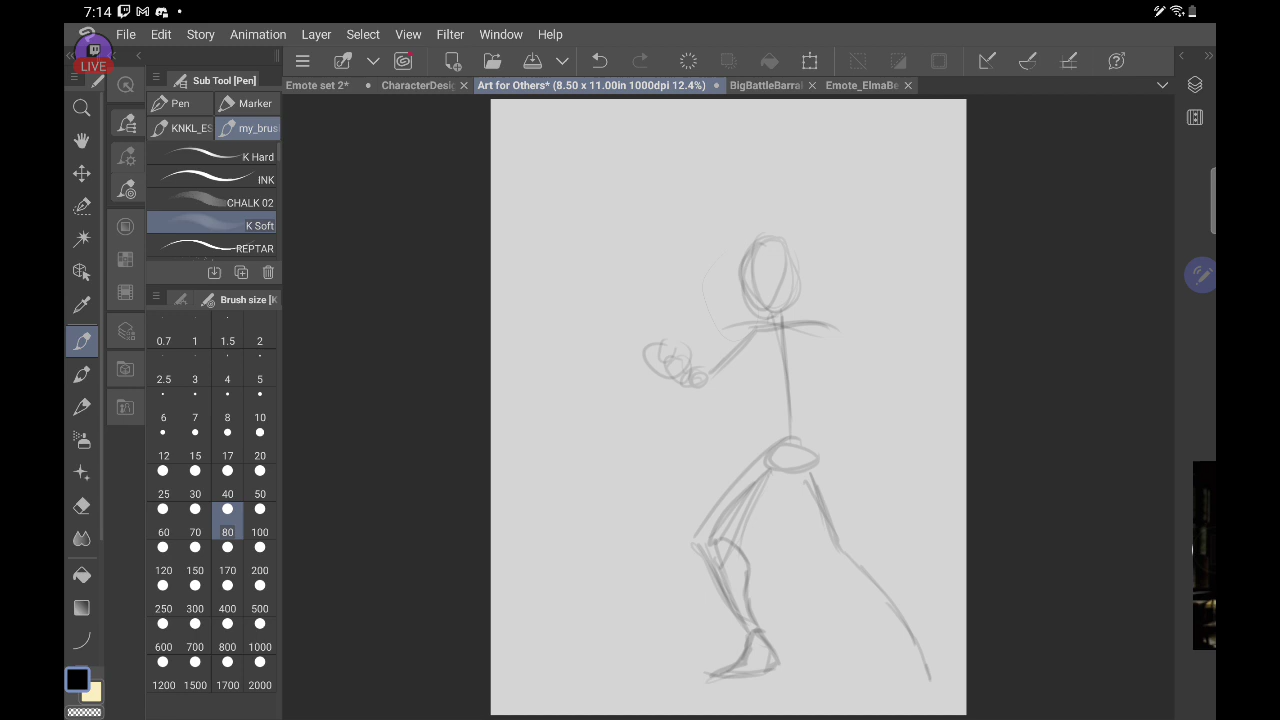 7:14
LIVE
File Edit Story Animation Layer Select View Filter Window Help
Sub Tool [Pen]
Emote set 2* CharacterDesig Art for Others* (8.50 x 11.00in 1000dpi 12.4%) BigBattleBarral Emote_ElmaBe
Pen Marker
KNKL_ES my_brus
K Hard
INK
CHALK 02
K Soft
REPTAR
Brush size [K
0.7 1 1.5 2
2.5 3 4 5
6 7 8 10
12 15 17 20
25 30 40 50
60 70 80 100
120 150 170 200
250 300 400 500
600 700 800 1000
1200 1500 1700 2000